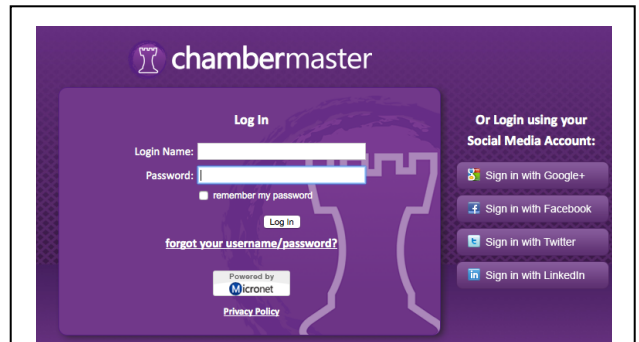 chambermaster
Log In
Login Name:
Password:
remember my password
Log In
forgot your username/password?
Powered by
Micronet
Privacy Policy
Or Login using your
Social Media Account:
Sign in with Google+
Sign in with Facebook
Sign in with Twitter
Sign in with LinkedIn